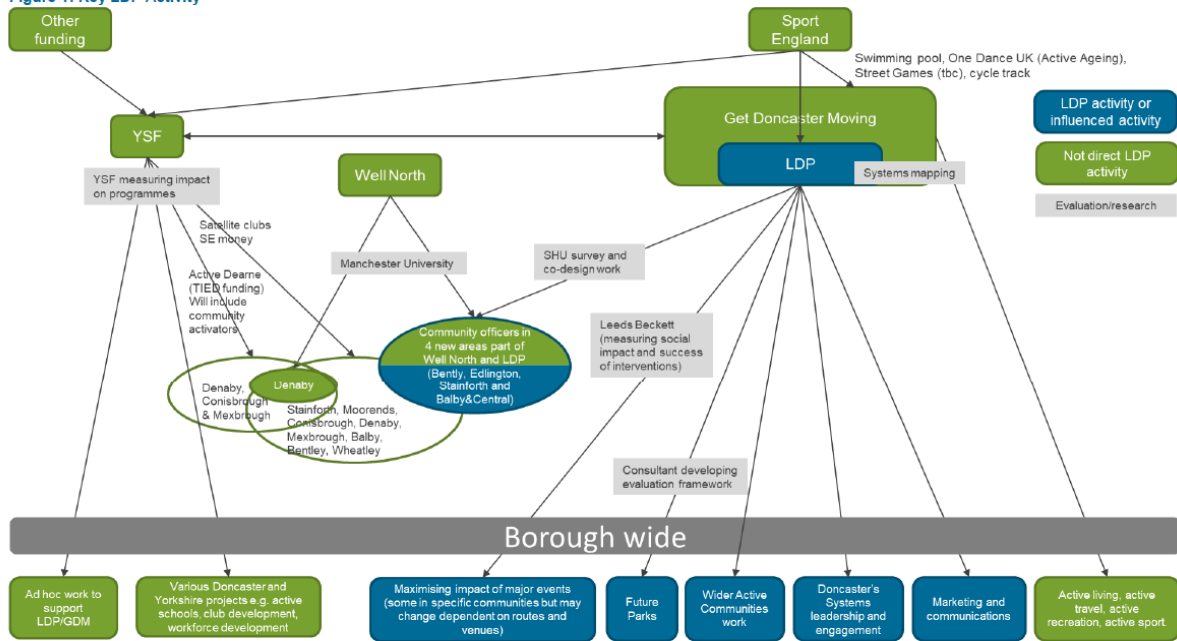 Figure 1: Key LDP Activity
Other
funding
Sport
England
Swimming pool, One Dance UK (Active Ageing),
Street Games (tbc), cycle track
LDP activity or
influenced activity
Get Doncaster Moving
YSF
LDP
Not direct LDP
activity
Systems mapping
YSF measuring impact
on programmes
Well North
Evaluation/research
Satellite clubs
SE money
Manchester University
SHU survey and
co-design work
Active Dearne
(TIED funding)
Will include
community
activators
Community officers in
4 new areas part of
Well North and LDP
(Bently, Edlington,
Stainforth and
Balby&Central)
Leeds Beckett
(measuring social
impact and success
of interventions)
Denaby,
Conisbrough
& Mexbrough
Denaby
Stainforth, Moorends,
Conisbrough, Denaby,
Mexbrough, Balby,
Bentley, Wheatley
Consultant developing
evaluation framework
Borough wide
Ad hoc work to
support
LDP/GDM
Various Doncaster and
Yorkshire projects e.g. active
schools, club development,
workforce development
Maximising impact of major events
(some in specific communities but may
change dependent on routes and
venues)
Future
Parks
Wider Active
Communities
work
Doncaster's
Systems
leadership and
engagement
Marketing and
communications
Active living, active
travel, active
recreation, active sport.